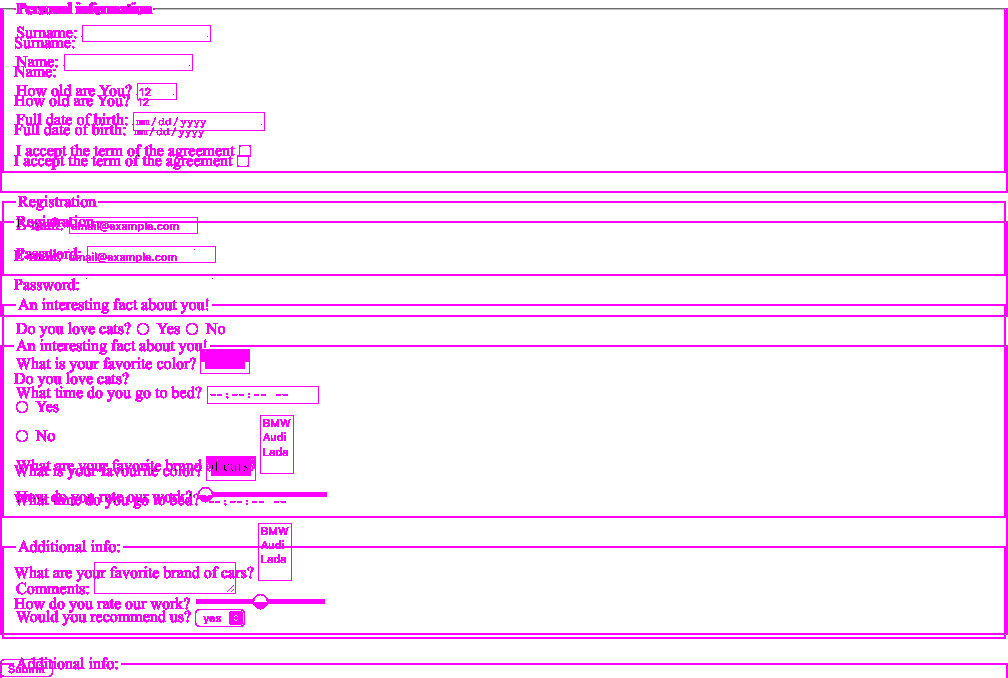 Personal information
Surname:
Surname:
Name:
Name:
How old are You? 12
How old are You? 12
Full date of birth: mm/dd/yyyy
Full date of birth: mm/dd/yyyy
I accept the term of the agreement
I accept the term of the agreement
Registration
Registration
E-mail: email@example.com
Password:
E-mail: email@example.com
Password:
An interesting fact about you!
Do you love cats? Yes No
An interesting fact about you!
What is your favorite color?
Do you love cats?
What time do you go to bed? --:--:-- --
Yes
BMW
Audi
Lada
No
What are your favorite brand of cars?
What is your favourite color?
How do you rate our work?
What time do you go to bed? --:--:-- --
BMW
Audi
Lada
Additional info:
What are your favorite brand of cars?
Comments:
How do you rate our work?
Would you recommend us? yes
Additional info:
Submit